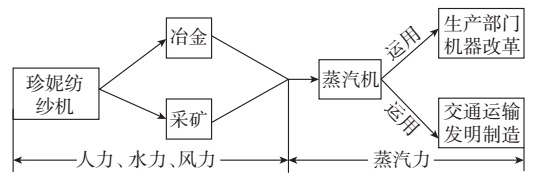 珍妮纺
纱机
冶金
采矿
蒸汽机
运用
运用
生产部门
机器改革
交通运输
发明制造
人力、水力、风力
蒸汽力